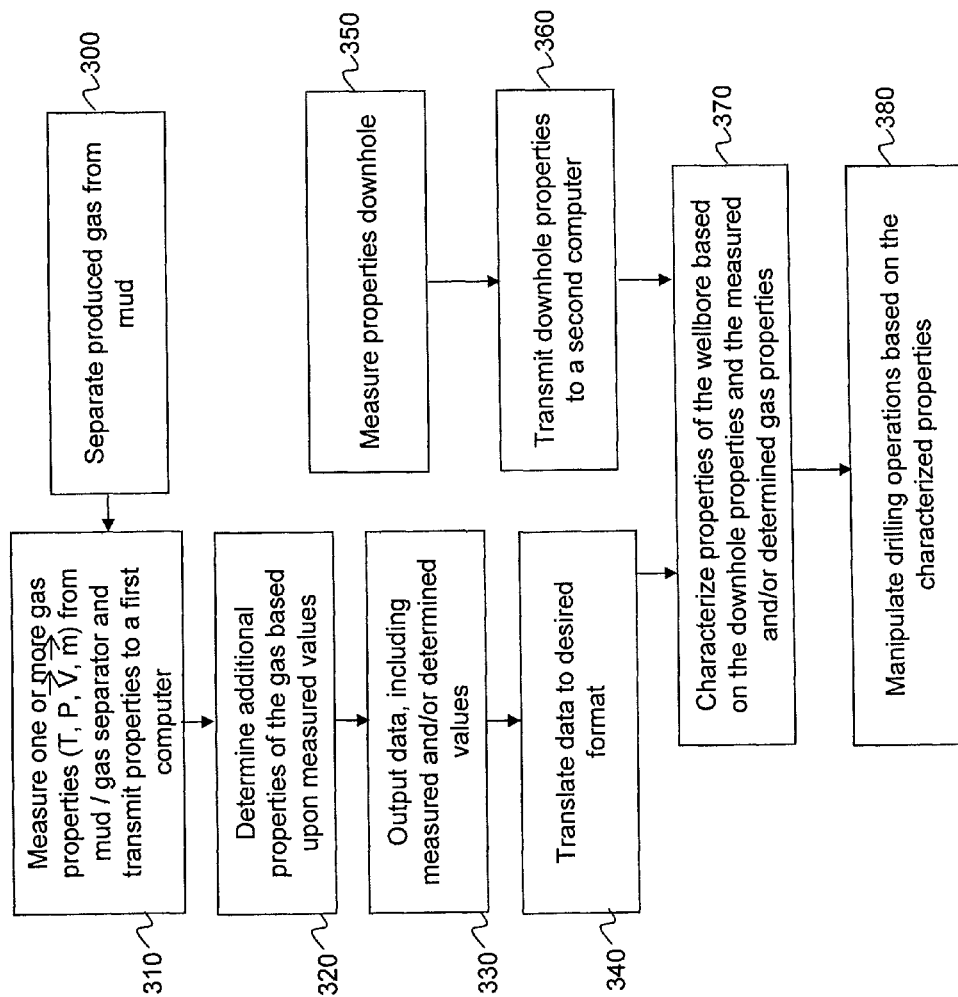 300
Separate produced gas from
mud
310
Measure one or more gas
properties (T, P, V, m) from
mud / gas separator and
transmit properties to a first
computer
320
Determine additional
properties of the gas based
upon measured values
330
Output data, including
measured and/or determined
values
340
Translate data to desired
format
350
Measure properties downhole
360
Transmit downhole properties
to a second computer
370
Characterize properties of the wellbore based
on the downhole properties and the measured
and/or determined gas properties
380
Manipulate drilling operations based on the
characterized properties